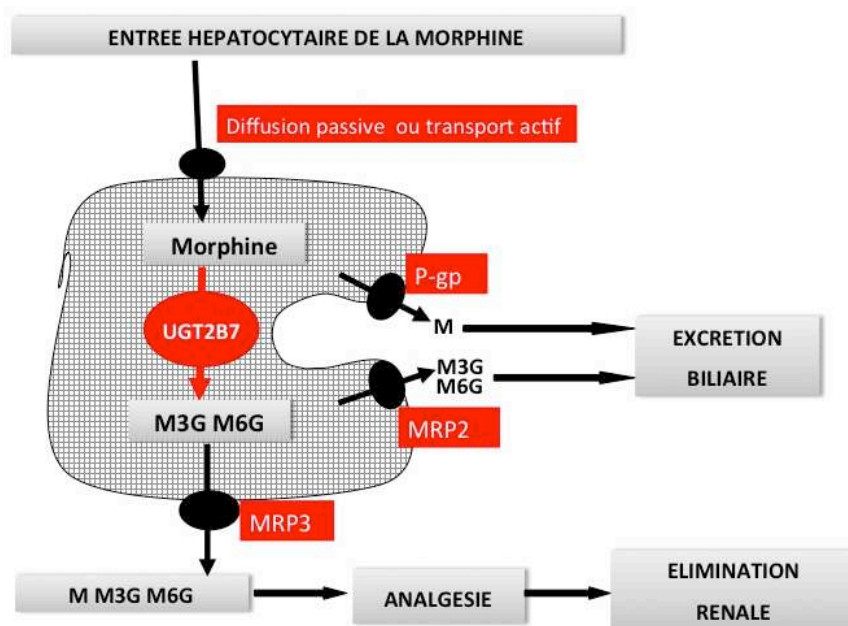 ENTREE HEPATOCYTAIRE DE LA MORPHINE
Diffusion passive ou transport actif
Morphine
P-gp
UGT2B7
M
M3G
M6G
EXCRETION
BILIAIRE
M3G M6G
MRP2
MRP3
M M3G M6G
ANALGESIE
ELIMINATION
RENALE